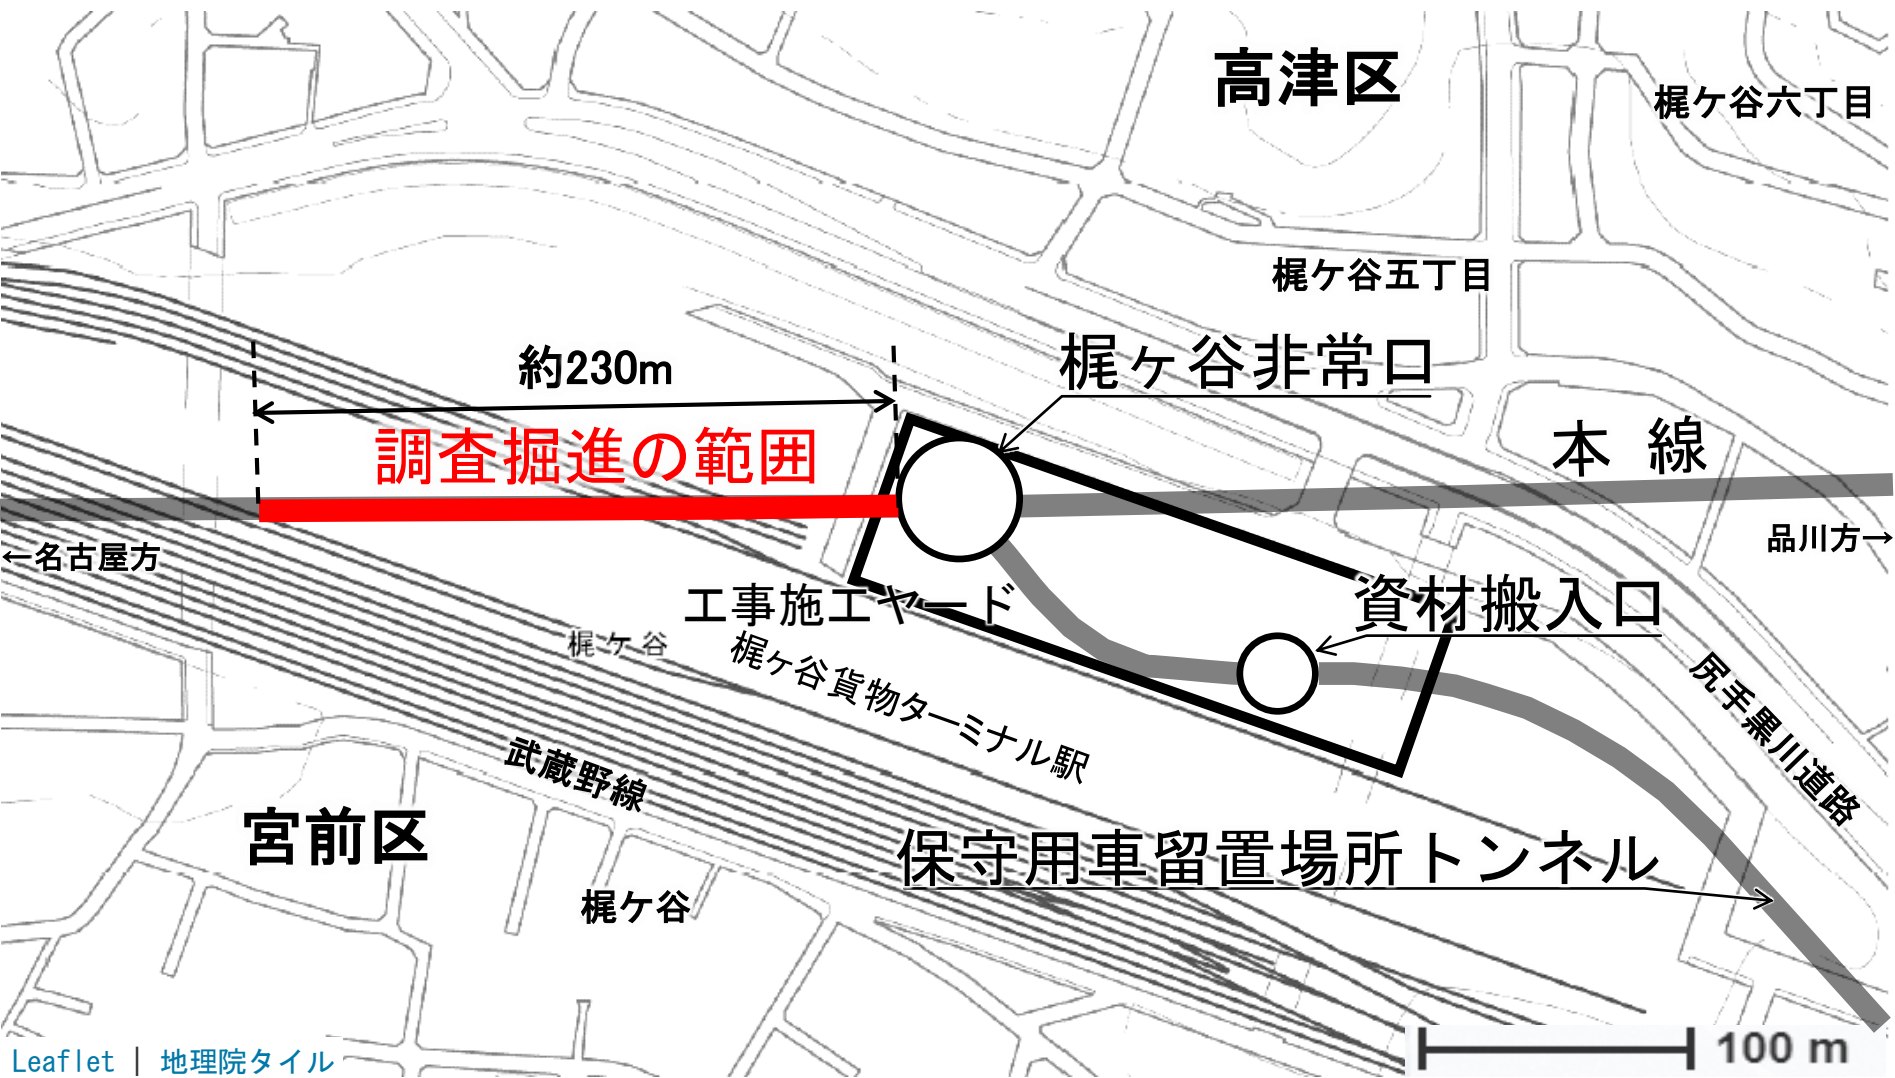 高津区
梶ケ谷六丁目
梶ケ谷五丁目
約230m
梶ヶ谷非常口
調査掘進の範囲
本 線
←名古屋方
品川方→
工事施工ヤード
資材搬入口
梶ケ谷
梶ヶ谷貨物ターミナル駅
尻手黒川道路
武蔵野線
宮前区
保守用車留置場所トンネル
梶ケ谷
100 m
Leaflet | 地理院タイル